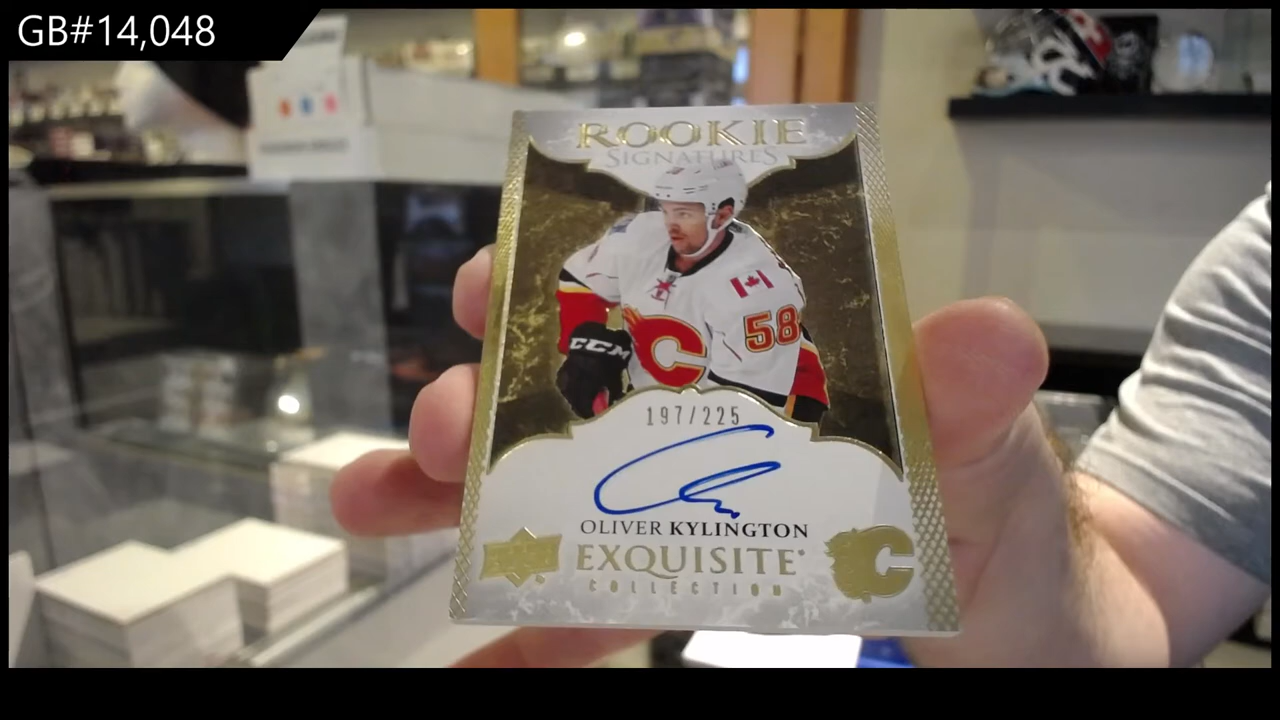 GB#14,048
ROOKIE
SIGNATURES
58
CCM
C
197/225
OLIVER KYLINGTON
EXQUISITE
COLLECTION
C